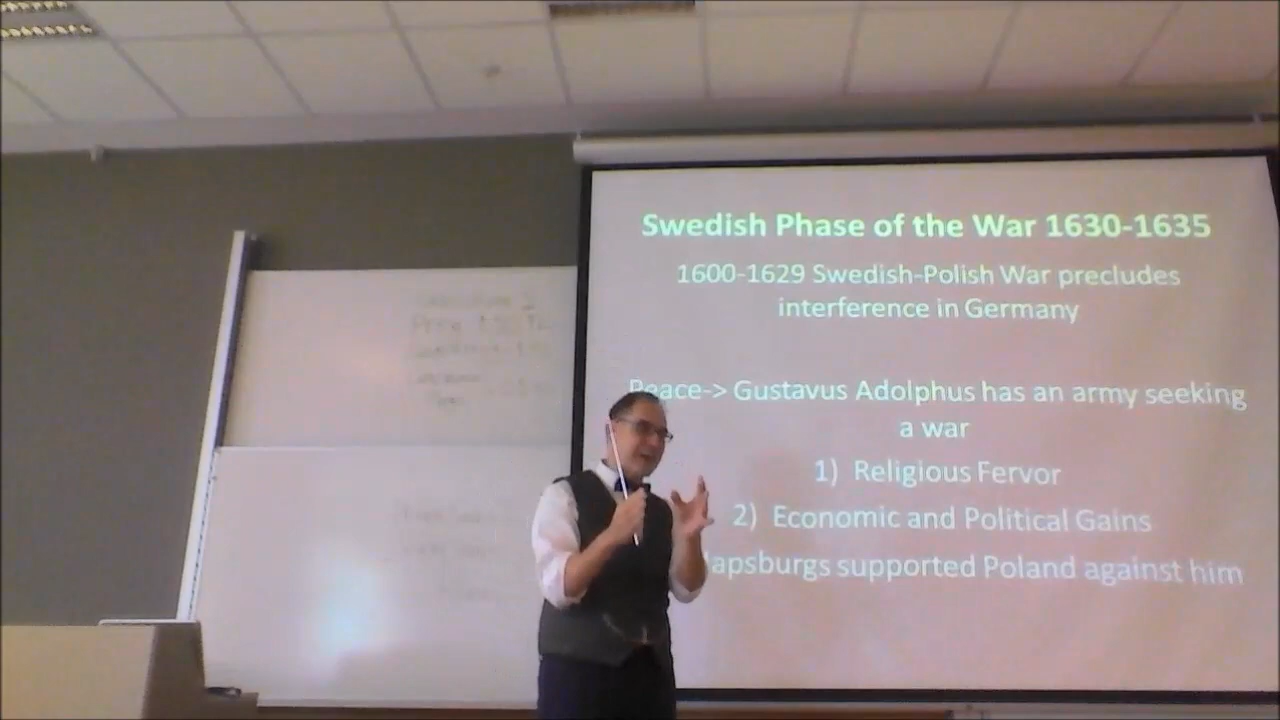 Swedish Phase of the War 1630-1635
1600-1629 Swedish-Polish War precludes
interference in Germany
Peace-> Gustavus Adolphus has an army seeking
a war
1) Religious Fervor
2) Economic and Political Gains
apsburgs supported Poland against him